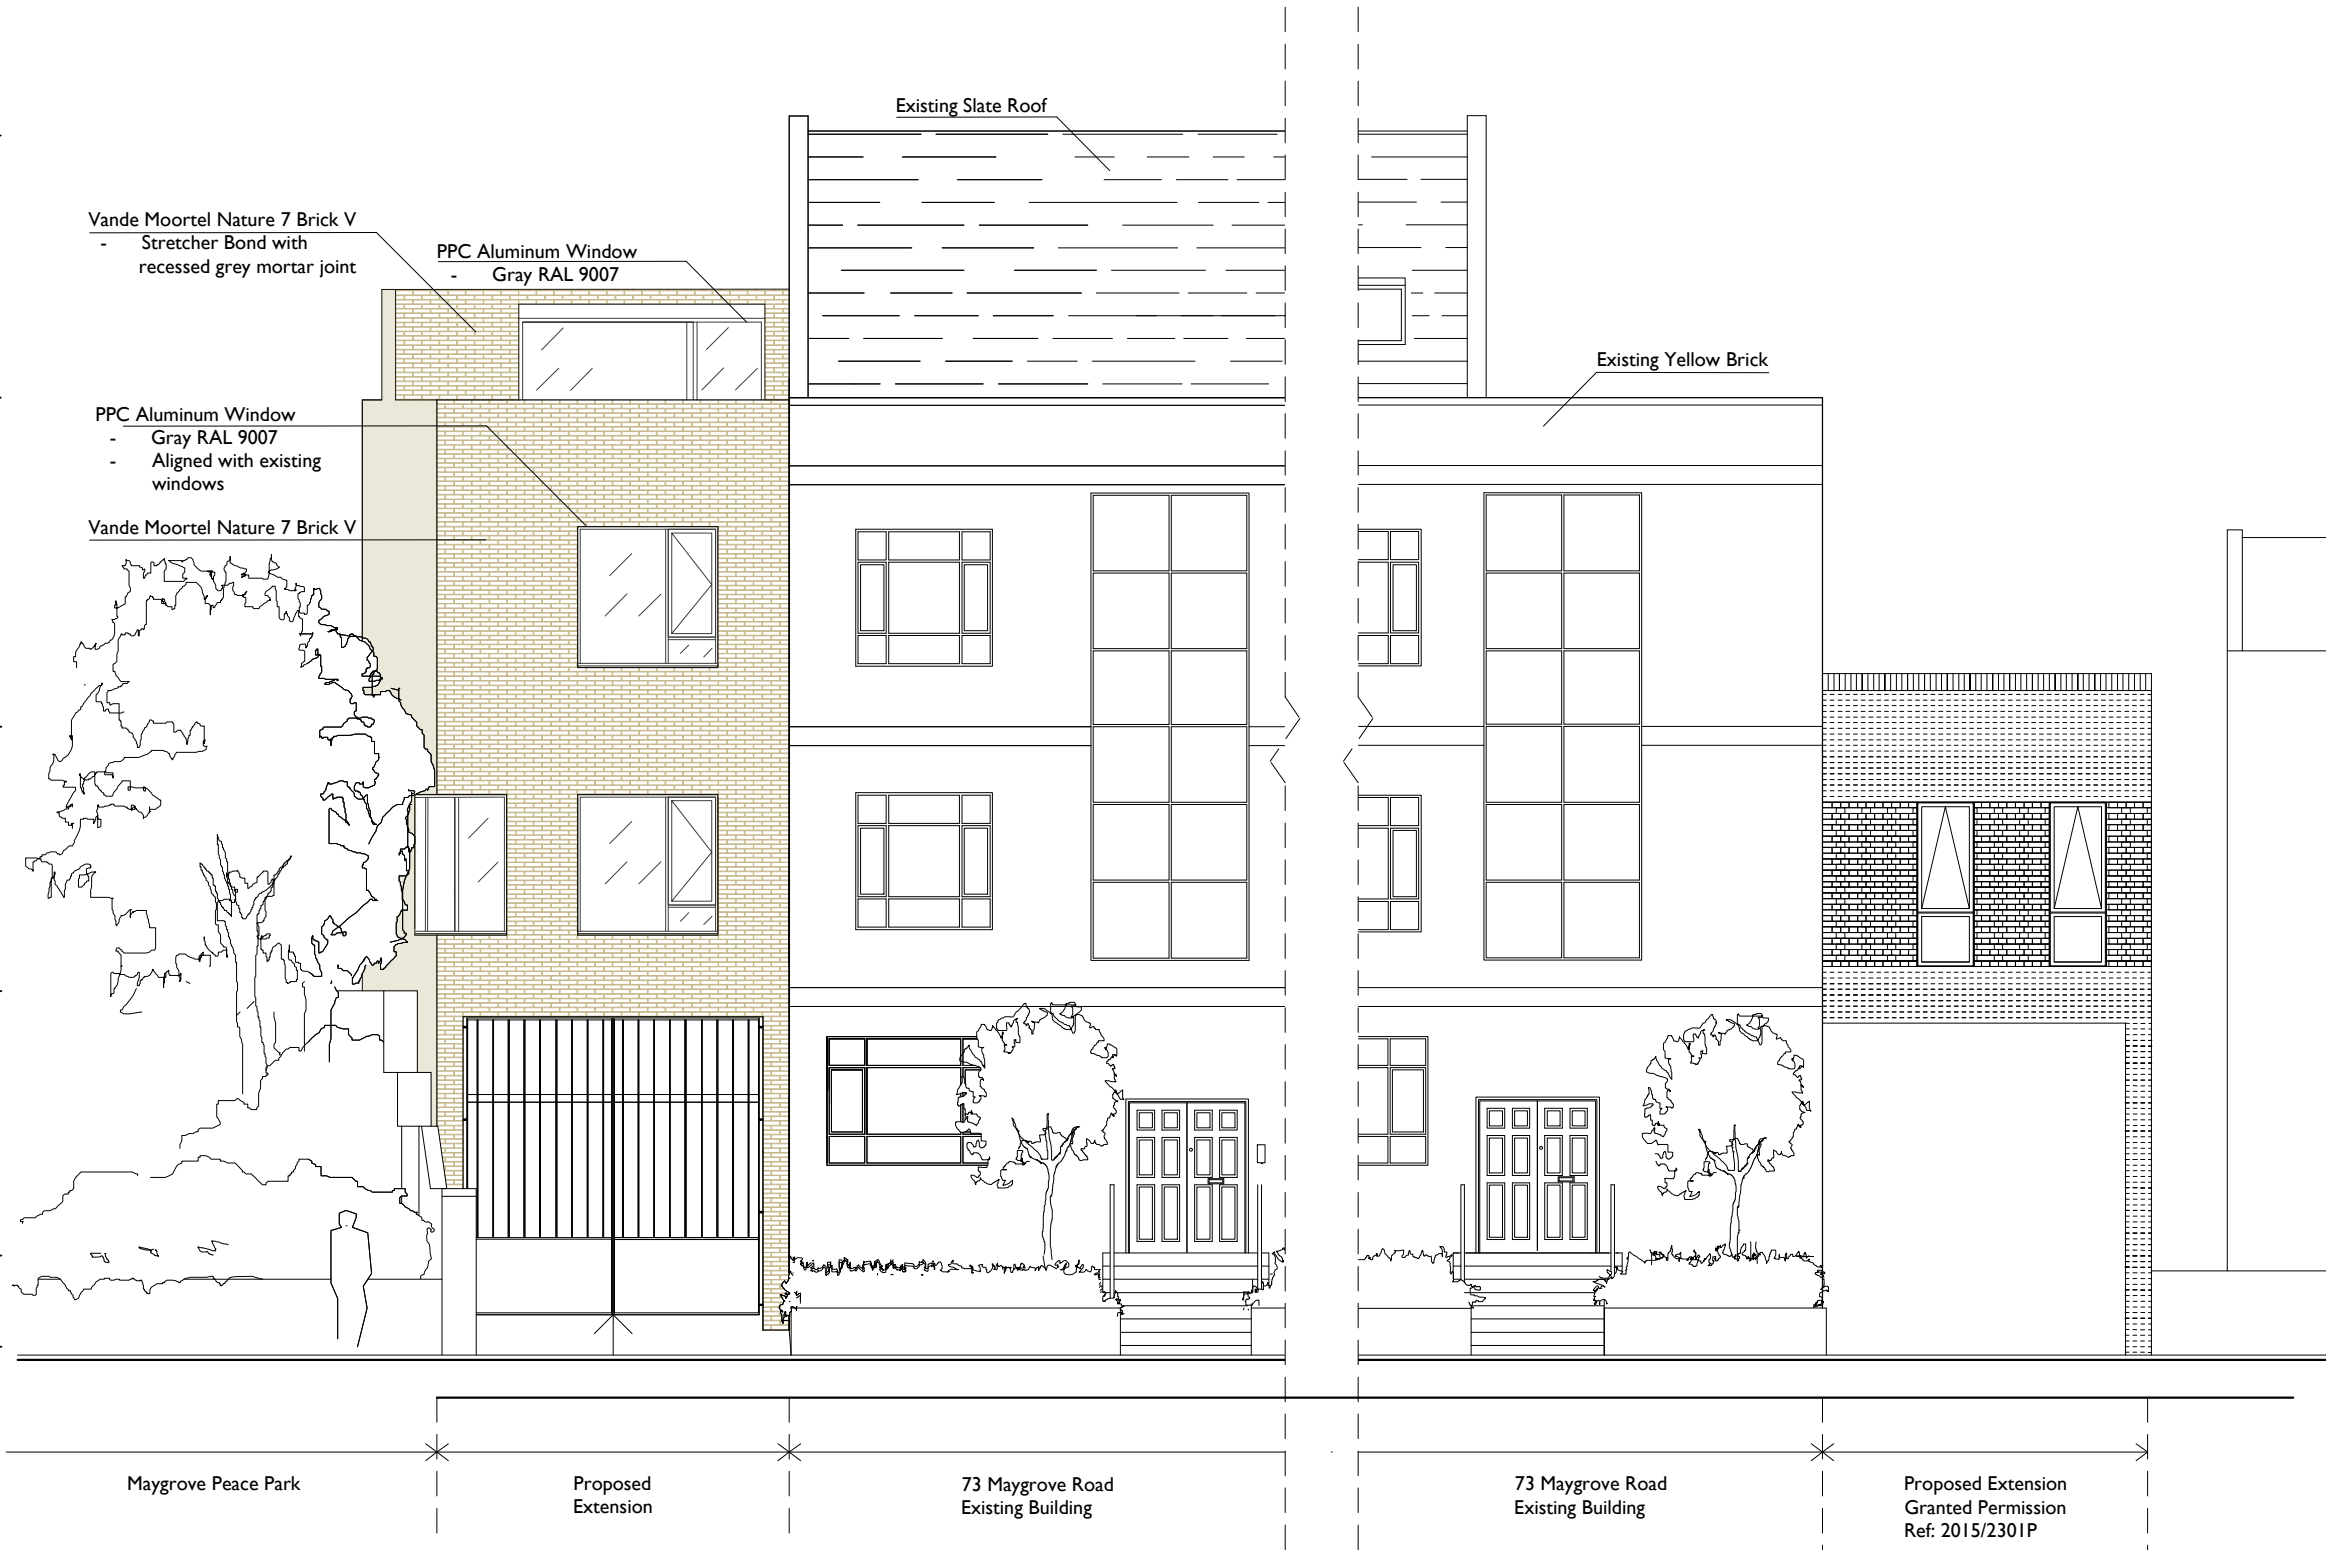 Existing Slate Roof
Vande Moortel Nature 7 Brick V
- Stretcher Bond with
recessed grey mortar joint
PPC Aluminum Window
- Gray RAL 9007
Existing Yellow Brick
PPC Aluminum Window
- Gray RAL 9007
- Aligned with existing
windows
Vande Moortel Nature 7 Brick V
Maygrove Peace Park
Proposed
Extension
73 Maygrove Road
Existing Building
73 Maygrove Road
Existing Building
Proposed Extension
Granted Permission
Ref: 2015/2301P